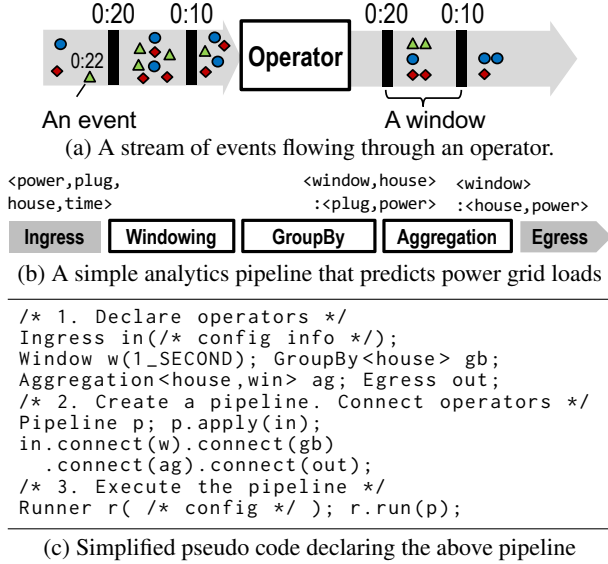 0:20 0:10 0:20 0:10
0:22
Operator
An event A window
(a) A stream of events flowing through an operator.
<power,plug, <window,house> <window>
house,time> :<plug,power> :<house,power>
Ingress Windowing GroupBy Aggregation Egress
(b) A simple analytics pipeline that predicts power grid loads
/* 1. Declare operators */
Ingress in(/* config info */);
Window w(1_SECOND); GroupBy<house> gb;
Aggregation<house,win> ag; Egress out;
/* 2. Create a pipeline. Connect operators */
Pipeline p; p.apply(in);
in.connect(w).connect(gb)
.connect(ag).connect(out);
/* 3. Execute the pipeline */
Runner r( /* config */ ); r.run(p);
(c) Simplified pseudo code declaring the above pipeline